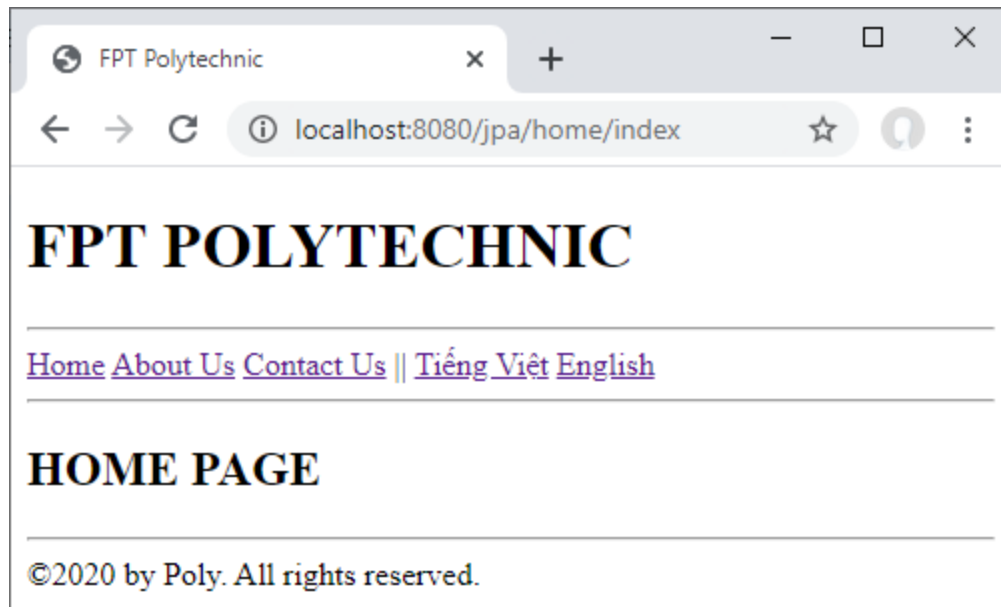 FPT Polytechnic
localhost:8080/jpa/home/index
FPT POLYTECHNIC
Home About Us Contact Us || Tiếng Việt English
HOME PAGE
©2020 by Poly. All rights reserved.